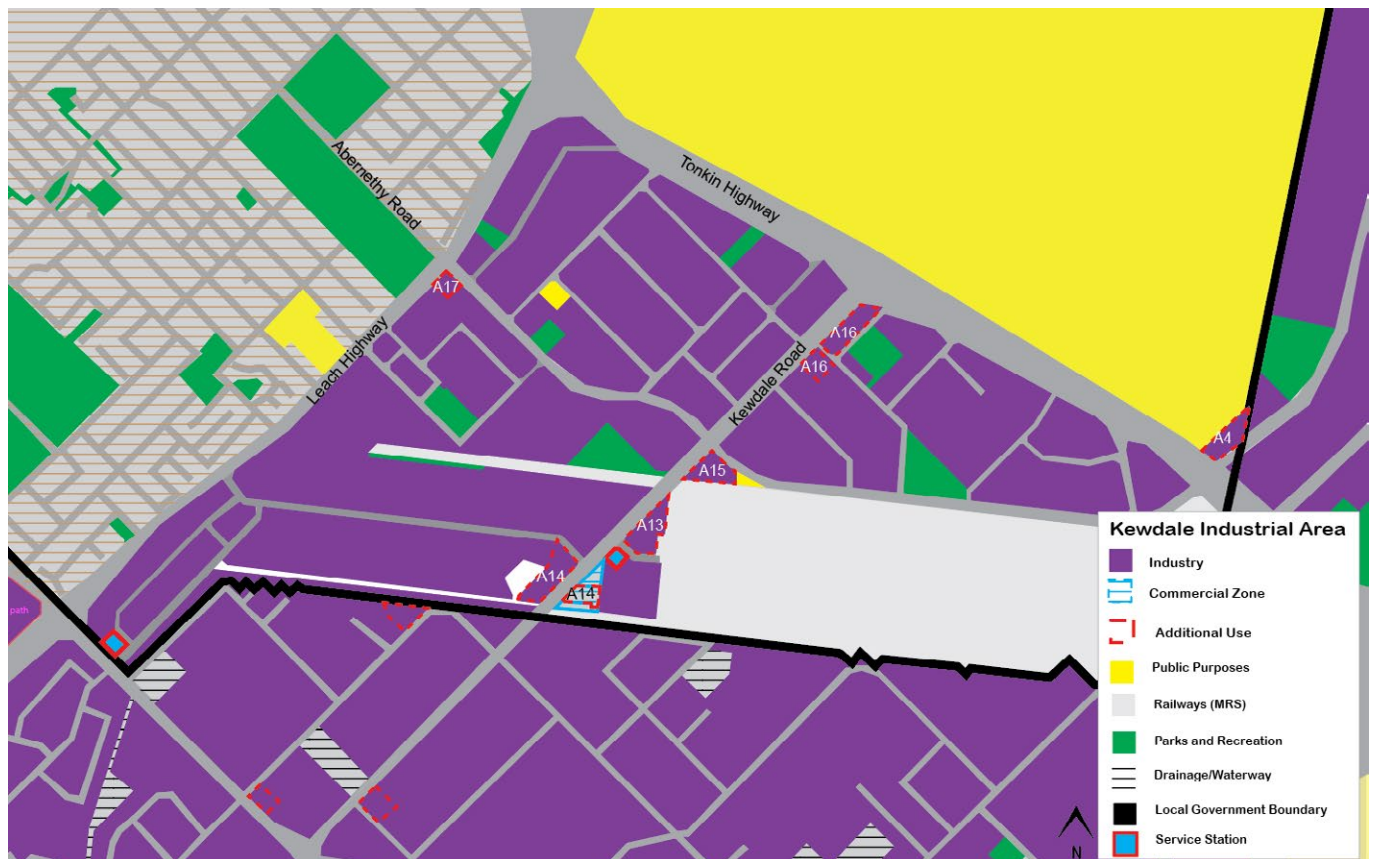 Abernethy Road
Tonkin Highway
A17
Leach Highway
A16
A16
Kewdale Road
A4
A15
A13
A14
A14
path
Kewdale Industrial Area
Industry
Commercial Zone
Additional Use
Public Purposes
Railways (MRS)
Parks and Recreation
Drainage/Waterway
Local Government Boundary
Service Station
N